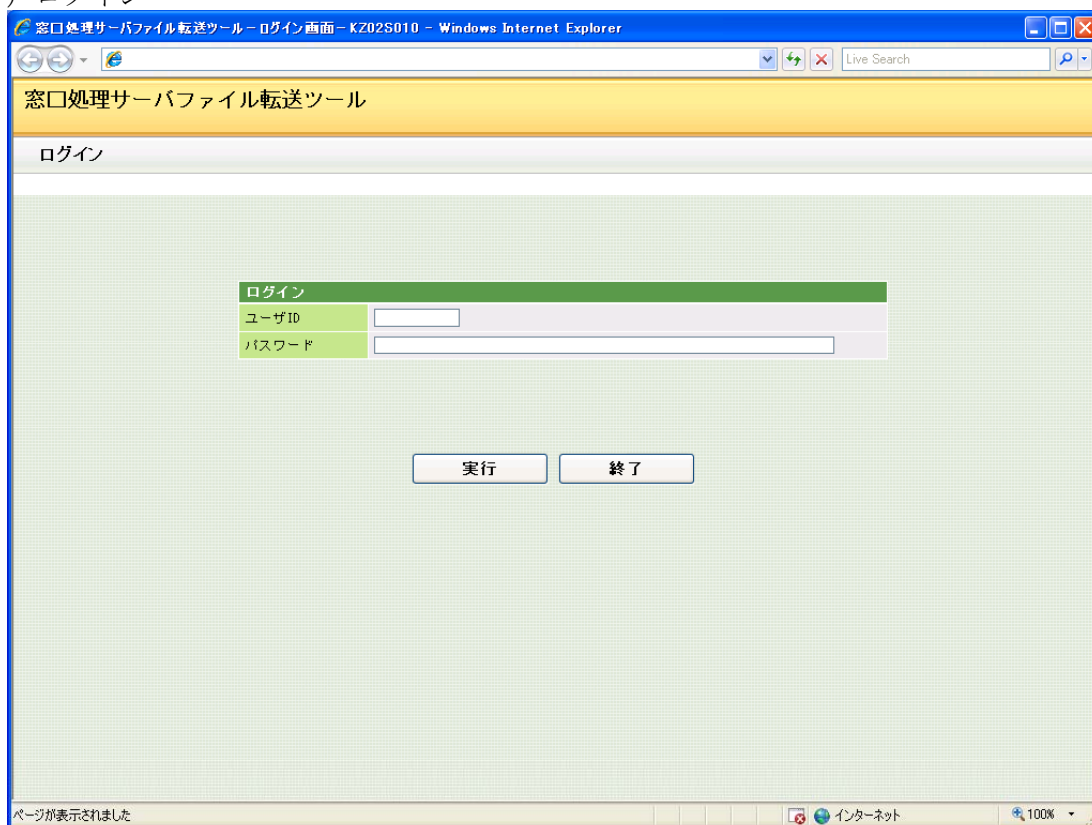 ログイン
窓口処理サーバファイル転送ツール－ログイン画面－KZ02S010 - Windows Internet Explorer
Live Search
窓口処理サーバファイル転送ツール
ログイン
ログイン
ユーザID
パスワード
実行 終了
ページが表示されました インターネット 100%